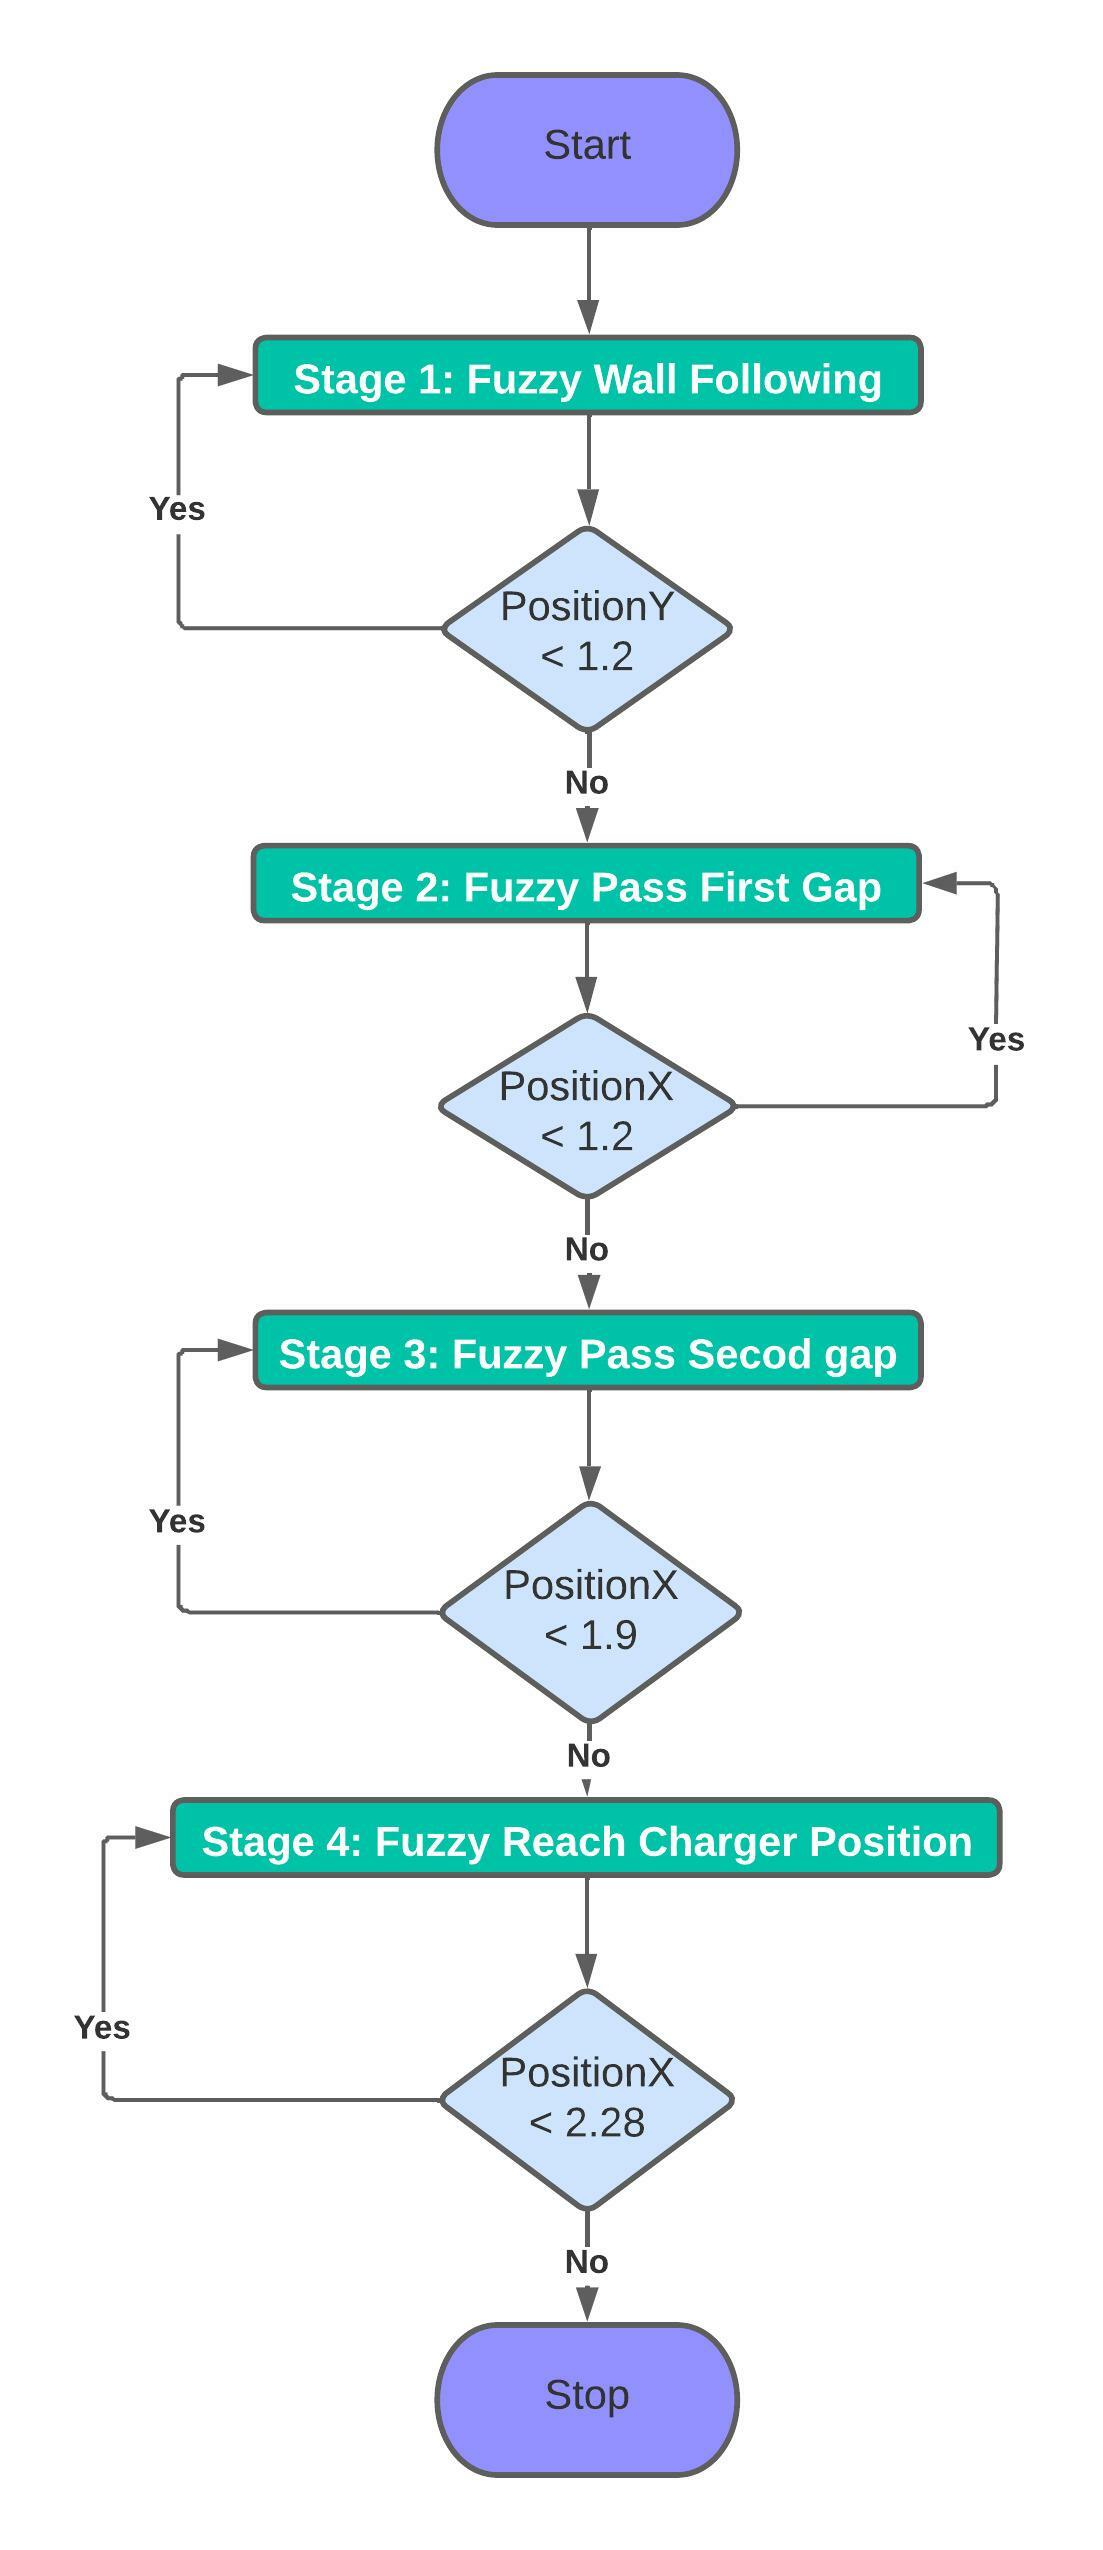 Start
Stage 1: Fuzzy Wall Following
Yes
PositionY
< 1.2
No
Stage 2: Fuzzy Pass First Gap
Yes
PositionX
< 1.2
No
Stage 3: Fuzzy Pass Secod gap
Yes
PositionX
< 1.9
No
Stage 4: Fuzzy Reach Charger Position
Yes
PositionX
< 2.28
No
Stop